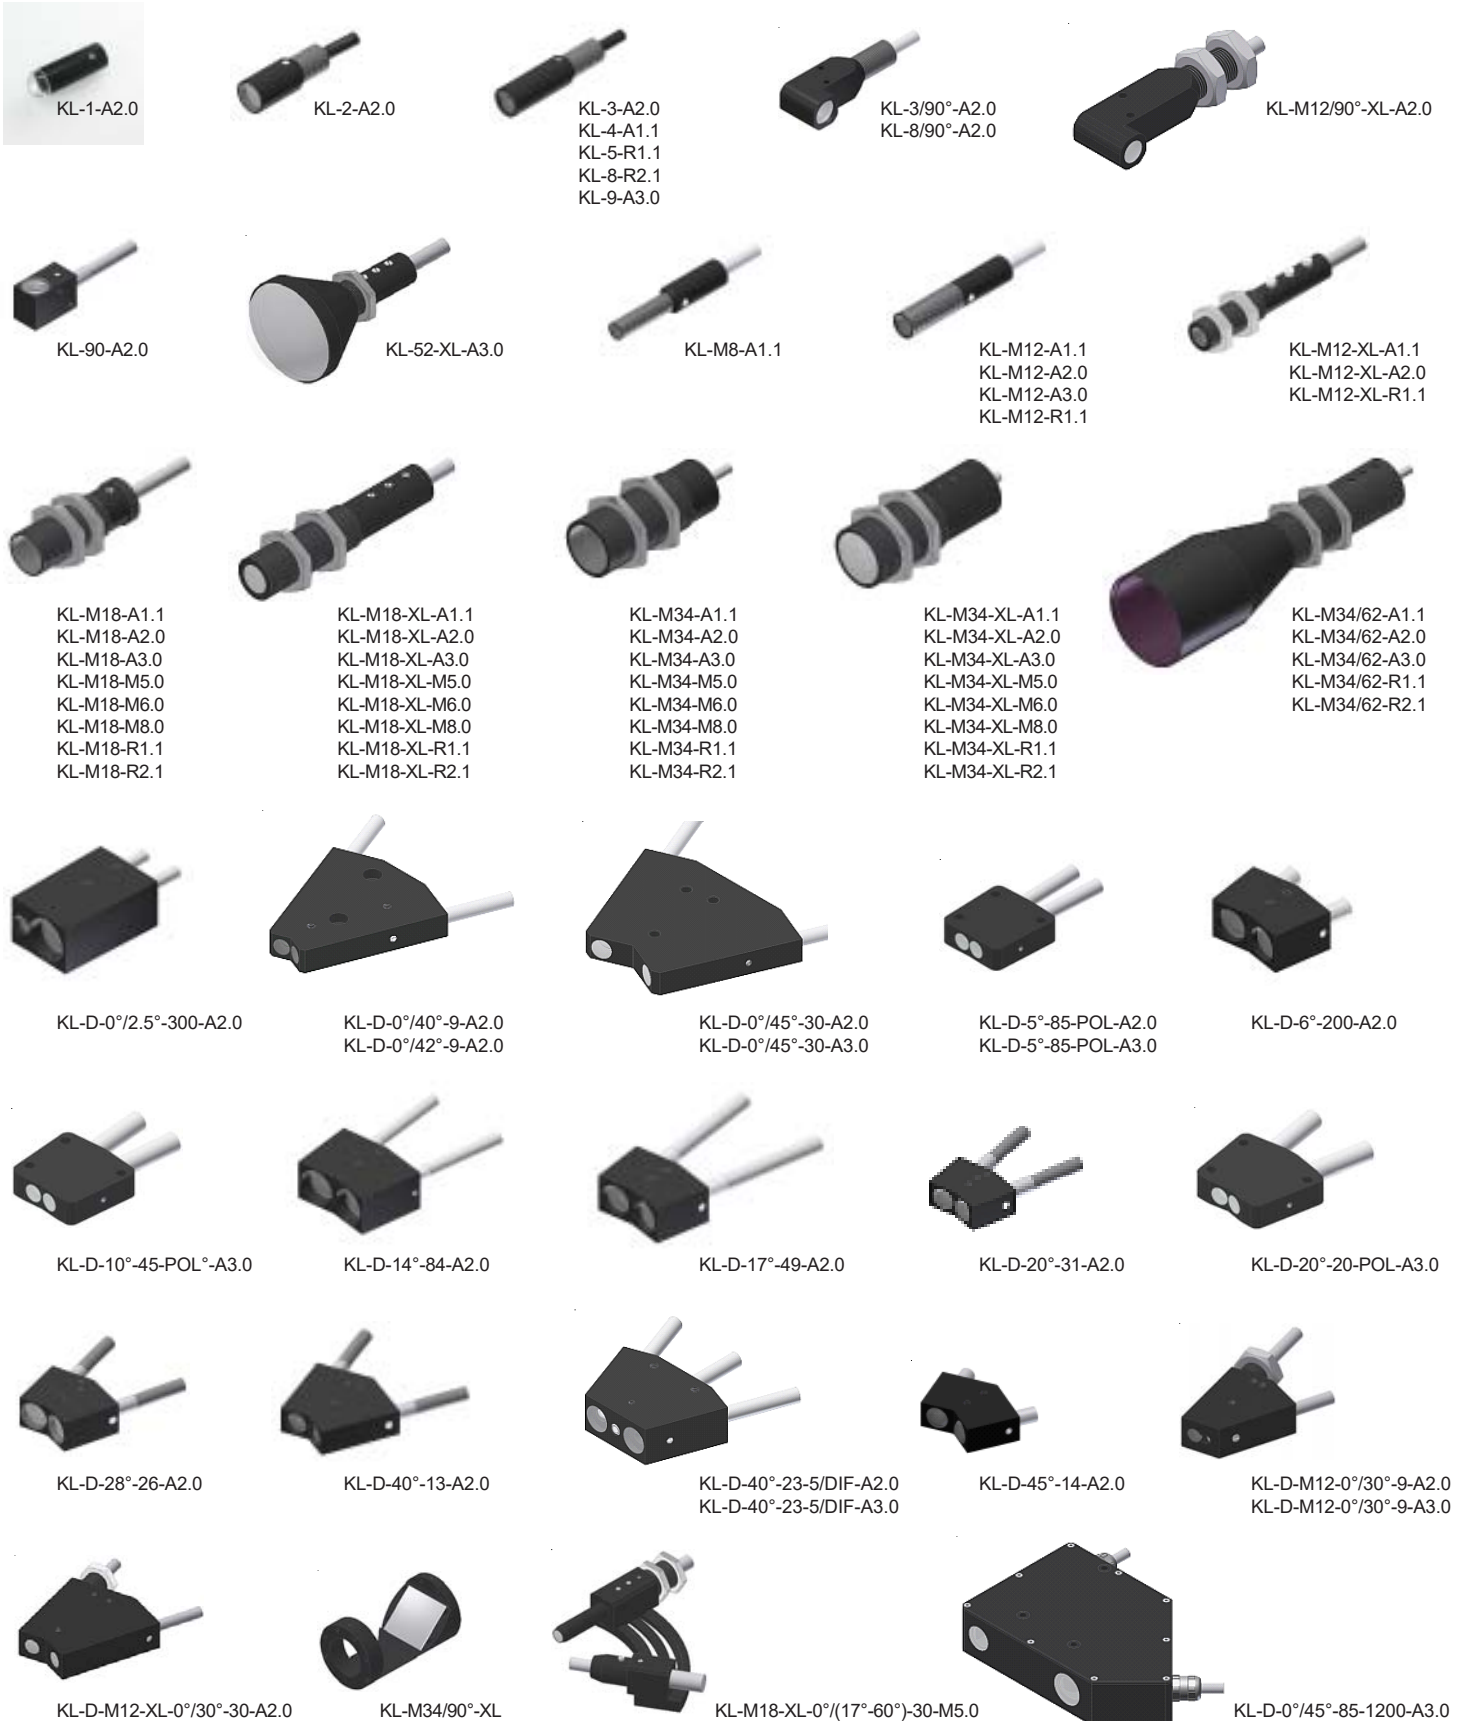 KL-1-A2.0
KL-2-A2.0
KL-3-A2.0
KL-4-A1.1
KL-5-R1.1
KL-8-R2.1
KL-9-A3.0
KL-3/90°-A2.0
KL-8/90°-A2.0
KL-M12/90°-XL-A2.0
KL-90-A2.0
KL-52-XL-A3.0
KL-M8-A1.1
KL-M12-A1.1
KL-M12-A2.0
KL-M12-A3.0
KL-M12-R1.1
KL-M12-XL-A1.1
KL-M12-XL-A2.0
KL-M12-XL-R1.1
KL-M18-A1.1
KL-M18-A2.0
KL-M18-A3.0
KL-M18-M5.0
KL-M18-M6.0
KL-M18-M8.0
KL-M18-R1.1
KL-M18-R2.1
KL-M18-XL-A1.1
KL-M18-XL-A2.0
KL-M18-XL-A3.0
KL-M18-XL-M5.0
KL-M18-XL-M6.0
KL-M18-XL-M8.0
KL-M18-XL-R1.1
KL-M18-XL-R2.1
KL-M34-A1.1
KL-M34-A2.0
KL-M34-A3.0
KL-M34-M5.0
KL-M34-M6.0
KL-M34-M8.0
KL-M34-R1.1
KL-M34-R2.1
KL-M34-XL-A1.1
KL-M34-XL-A2.0
KL-M34-XL-A3.0
KL-M34-XL-M5.0
KL-M34-XL-M6.0
KL-M34-XL-M8.0
KL-M34-XL-R1.1
KL-M34-XL-R2.1
KL-M34/62-A1.1
KL-M34/62-A2.0
KL-M34/62-A3.0
KL-M34/62-R1.1
KL-M34/62-R2.1
KL-D-0°/2.5°-300-A2.0
KL-D-0°/40°-9-A2.0
KL-D-0°/42°-9-A2.0
KL-D-0°/45°-30-A2.0
KL-D-0°/45°-30-A3.0
KL-D-5°-85-POL-A2.0
KL-D-5°-85-POL-A3.0
KL-D-6°-200-A2.0
KL-D-10°-45-POL°-A3.0
KL-D-14°-84-A2.0
KL-D-17°-49-A2.0
KL-D-20°-31-A2.0
KL-D-20°-20-POL-A3.0
KL-D-28°-26-A2.0
KL-D-40°-13-A2.0
KL-D-40°-23-5/DIF-A2.0
KL-D-40°-23-5/DIF-A3.0
KL-D-45°-14-A2.0
KL-D-M12-0°/30°-9-A2.0
KL-D-M12-0°/30°-9-A3.0
KL-D-M12-XL-0°/30°-30-A2.0
KL-M34/90°-XL
KL-M18-XL-0°/(17°-60°)-30-M5.0
KL-D-0°/45°-85-1200-A3.0